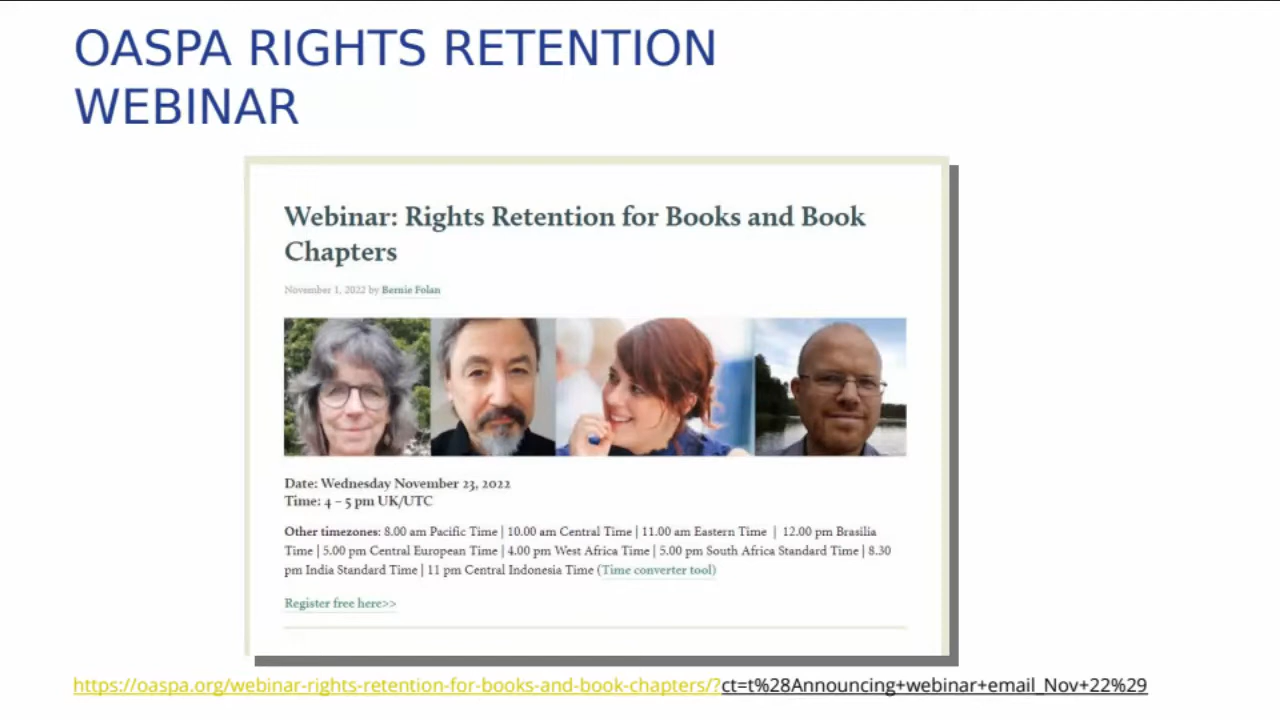 OASPA RIGHTS RETENTION
WEBINAR
Webinar: Rights Retention for Books and Book
Chapters
November 1, 2022 by Bernie Folan
Date: Wednesday November 23, 2022
Time: 4 – 5 pm UK/UTC
Other timezones: 8.00 am Pacific Time | 10.00 am Central Time | 11.00 am Eastern Time | 12.00 pm Brasilia
Time | 5.00 pm Central European Time | 4.00 pm West Africa Time | 5.00 pm South Africa Standard Time | 8.30
pm India Standard Time | 11 pm Central Indonesia Time (Time converter tool)
Register free here>>
https://oaspa.org/webinar-rights-retention-for-books-and-book-chapters/?ct=t%28Announcing+webinar+email_Nov+22%29